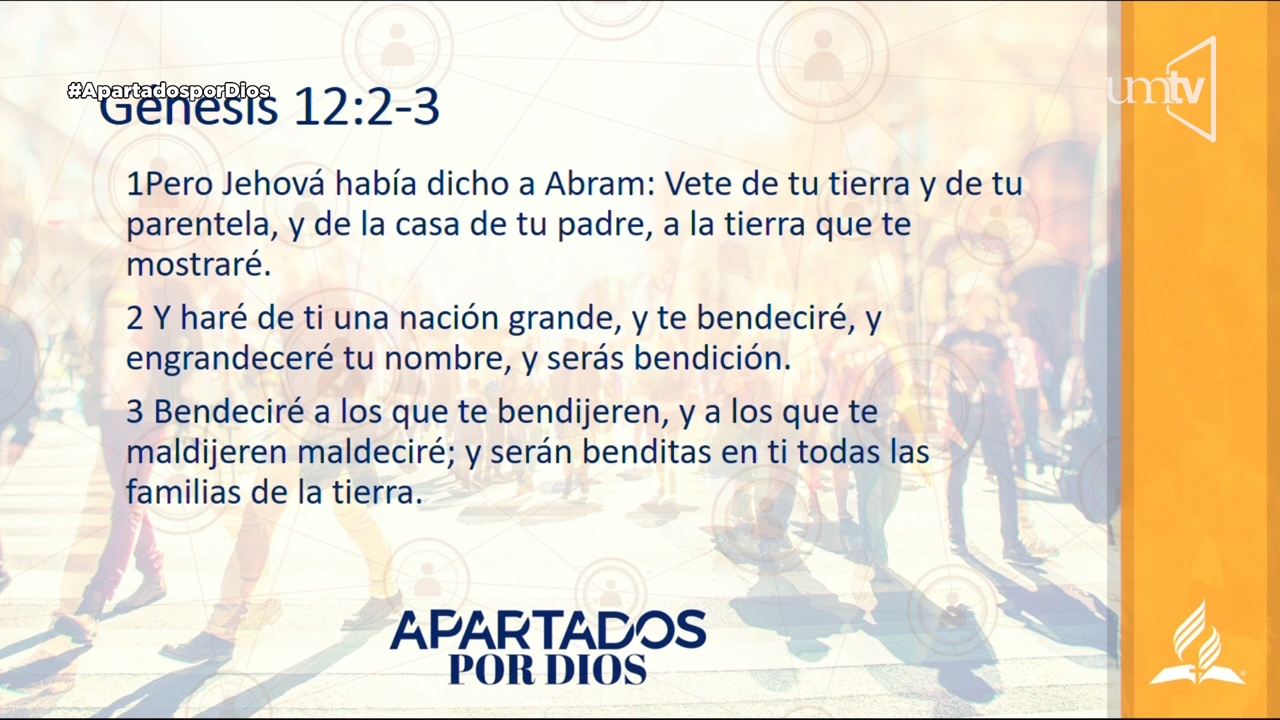 #ApartadosporDios
Génesis 12:2-3
umtv
1Pero Jehová había dicho a Abram: Vete de tu tierra y de tu
parentela, y de la casa de tu padre, a la tierra que te
mostraré.
2 Y haré de ti una nación grande, y te bendeciré, y
engrandeceré tu nombre, y serás bendición.
3 Bendeciré a los que te bendijeren, y a los que te
maldijeren maldeciré; y serán benditas en ti todas las
familias de la tierra.
APARTADOS
POR DIOS